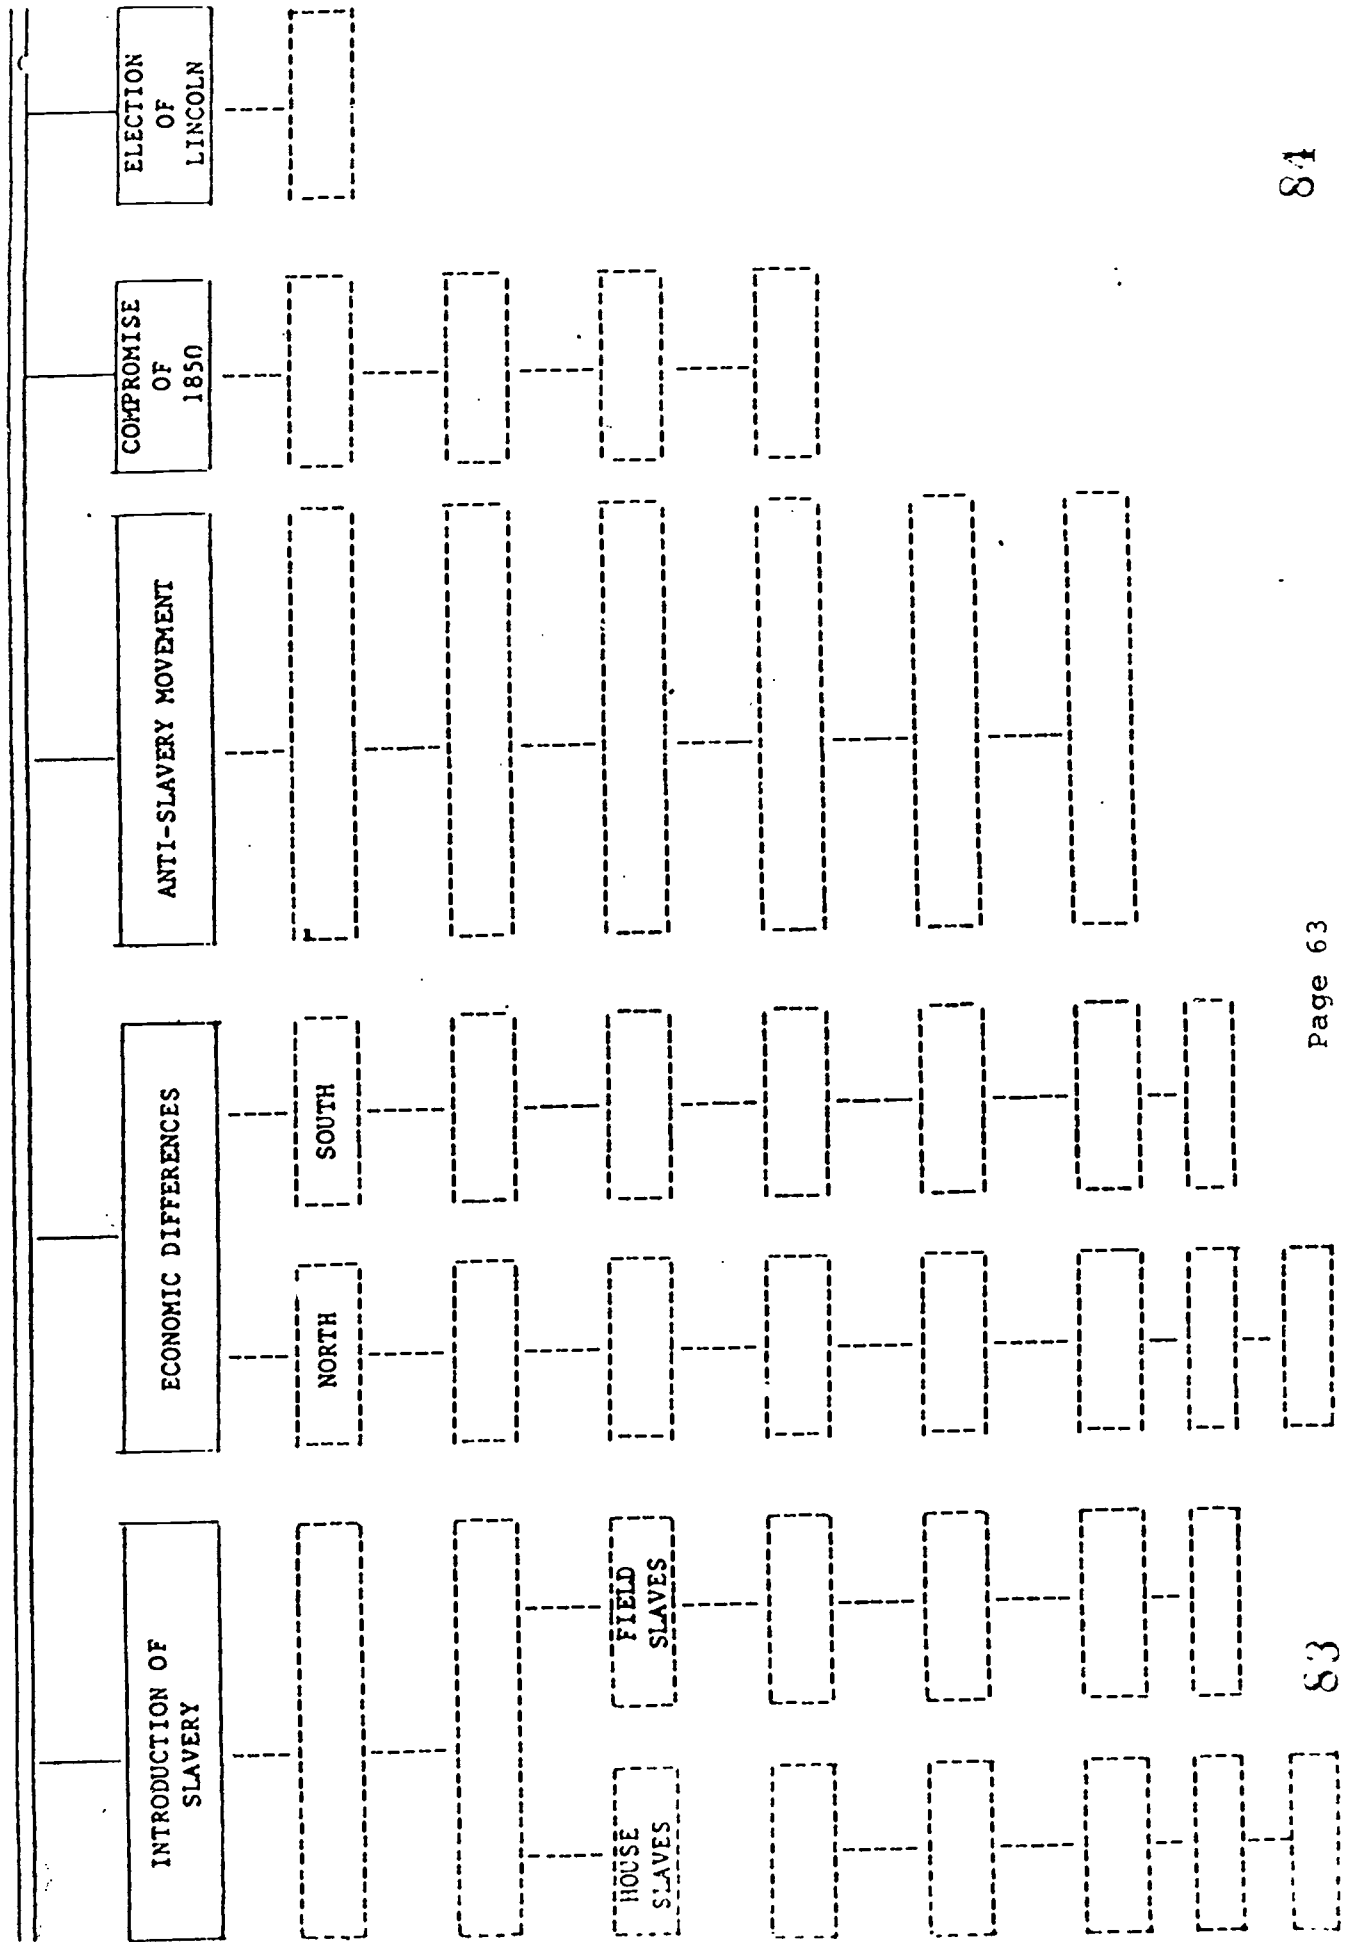 INTRODUCTION OF
SLAVERY
ECONOMIC DIFFERENCES
ANTI-SLAVERY MOVEMENT
COMPROMISE
OF
1850
ELECTION
OF
LINCOLN
NORTH
SOUTH
HOUSE
SLAVES
FIELD
SLAVES
83
Page 63
84